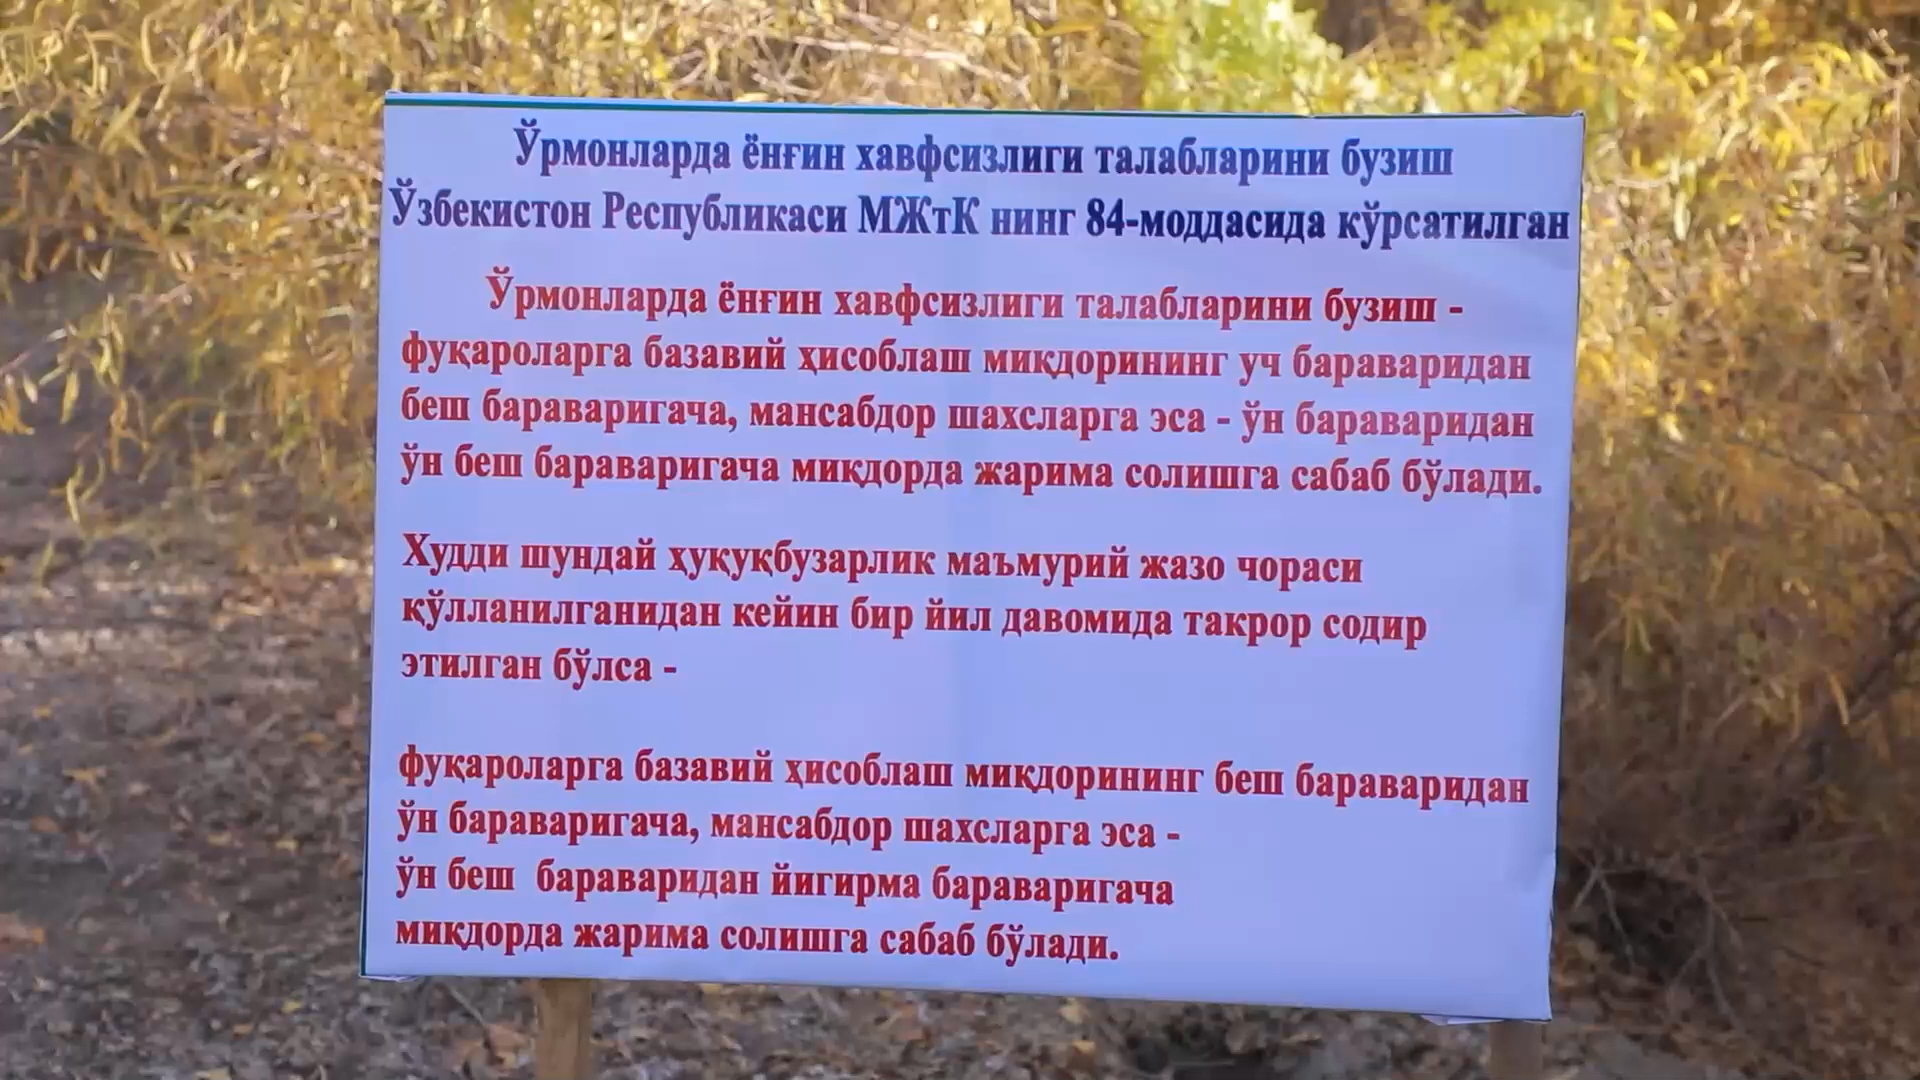 Ўрмонларда ёнғин хавфсизлиги талабларини бузиш
Ўзбекистон Республикаси МЖтК нинг 84-моддасида кўрсатилган
Ўрмонларда ёнғин хавфсизлиги талабларини бузиш -
фуқароларга базавий ҳисоблаш миқдорининг уч бараваридан
беш бараваригача, мансабдор шахсларга эса - ўн бараваридан
ўн беш бараваригача миқдорда жарима солишга сабаб бўлади.
Худди шундай ҳуқуқбузарлик маъмурий жазо чораси
қўлланилганидан кейин бир йил давомида такрор содир
этилган бўлса -
фуқароларга базавий ҳисоблаш миқдорининг беш бараваридан
ўн бараваригача, мансабдор шахсларга эса -
ўн беш бараваридан йигирма бараваригача
миқдорда жарима солишга сабаб бўлади.